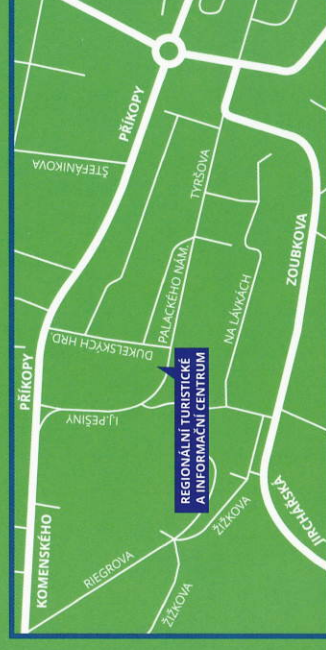 PŘÍKOPY
ŠTEFÁNIKOVA
TYRŠOVA
ZOUBKOVA
PALACKÉHO NÁM.
NA LÁVKÁCH
DUKELSKÝCH HRD.
PŘÍKOPY
I.J.PEŠINY
REGIONÁLNÍ TURISTICKÉ
A INFORMAČNÍ CENTRUM
KOMENSKÉHO
RIEGROVA
ŽIŽKOVA
ŽIŽKOVA
JIRCHÁŘSKÁ